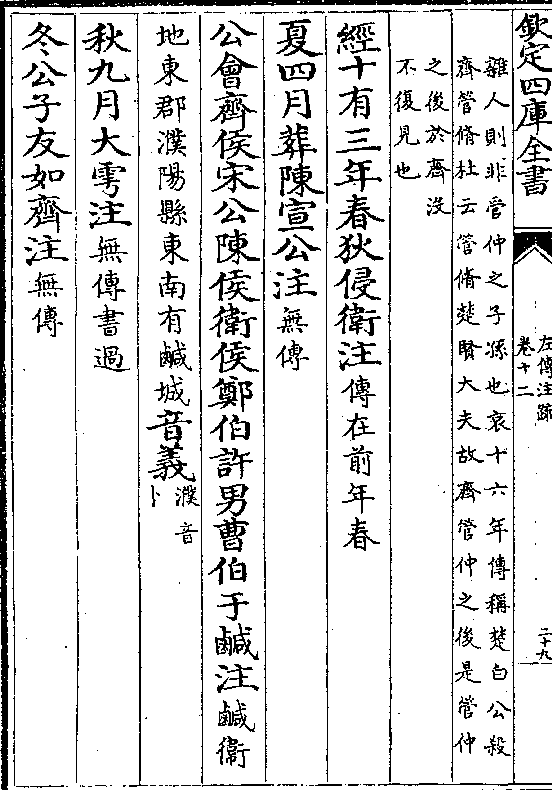 欽定四庫全書
左傳注疏
卷十二
二十九
雜人則非管仲之子孫也哀十六年傳稱楚白公殺
齊管脩杜云管脩楚賢大夫故齊管仲之後是管仲
之後於齊沒
不復見也
經十有三年春狄侵衛注傳在前年春
夏四月葬陳宣公注無傳
公會齊侯宋公陳侯衛侯鄭伯許男曹伯于鹹注鹹衞
地東郡濮陽縣東南有鹹城音義濮音
卜
秋九月大雩注無傳書過
冬公子友如齊注無傳